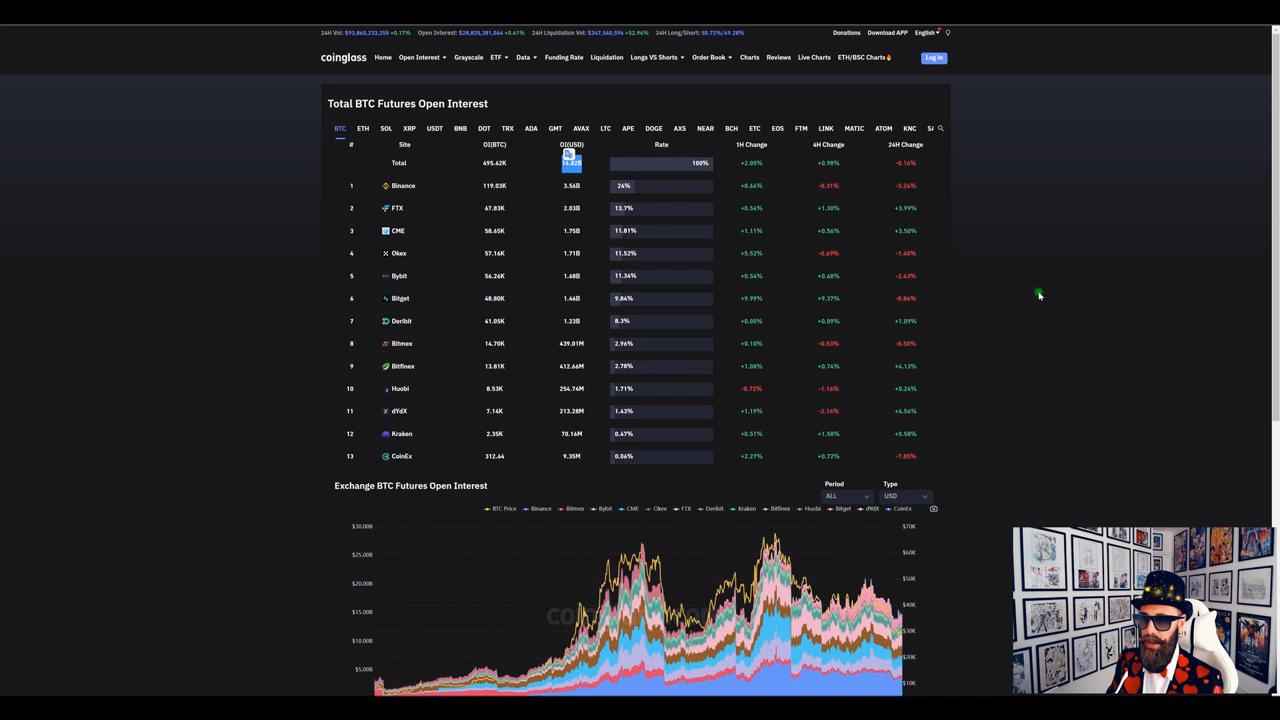 24H Vol: $93,860,233,255 +0.17% Open Interest: $28,820,381,044 +0.41% 24H Liquidation Vol: $347,540,596 +52.94% 24H Long/Short: 50.72%/49.28% Donations Download APP English
coinglass Home Open Interest Grayscale ETF Data Funding Rate Liquidation Longs VS Shorts Order Book Charts Reviews Live Charts ETH/BSC Charts Log in
Total BTC Futures Open Interest
BTC ETH SOL XRP USDT BNB DOT TRX ADA GMT AVAX LTC APE DOGE AXS NEAR BCH ETC EOS FTM LINK MATIC ATOM KNC
# Site OI(BTC) OI(USD) Rate 1H Change 4H Change 24H Change
Total 495.62K 14.82B 100% +2.00% +0.98% -0.16%
1 Binance 119.03K 3.56B 24% +0.66% -0.31% -3.26%
2 FTX 67.83K 2.03B 13.7% +0.54% +1.30% +3.99%
3 CME 58.65K 1.75B 11.81% +1.11% +0.56% +3.50%
4 Okex 57.16K 1.71B 11.52% +5.52% -0.69% -1.40%
5 Bybit 56.26K 1.68B 11.34% +0.54% +0.68% -2.43%
6 Bitget 48.80K 1.46B 9.84% +9.99% +9.37% -0.84%
7 Deribit 41.05K 1.23B 8.3% +0.00% +0.09% +1.09%
8 Bitmex 14.70K 439.01M 2.96% +0.10% -0.53% -0.50%
9 Bitfinex 13.81K 412.66M 2.78% +1.08% +0.74% +4.13%
10 Huobi 8.53K 254.74M 1.71% -0.72% -1.16% +0.24%
11 dYdX 7.14K 213.28M 1.43% +1.19% -2.14% +4.56%
12 Kraken 2.35K 70.16M 0.47% +0.51% +1.58% +0.58%
13 CoinEx 312.64 9.35M 0.06% +2.27% +0.72% -7.85%
Exchange BTC Futures Open Interest
Period Type
ALL USD
BTC Price Binance Bitmex Bybit CME Okex FTX Deribit Kraken Bitfinex Huobi Bitget dYdX CoinEx
$30.00B $70K
$25.00B $60K
$20.00B $50K
$15.00B $40K
$30K
$10.00B
$20K
$5.00B
$10K